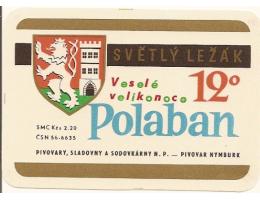 SVĚTLÝ LEŽÁK
Veselé 12°
velikonoce
Polaban
SMC Kčs 2.20
ČSN 56-6635
PIVOVARY, SLADOVNY A SODOVKÁRNY N. P. — PIVOVAR NYMBURK